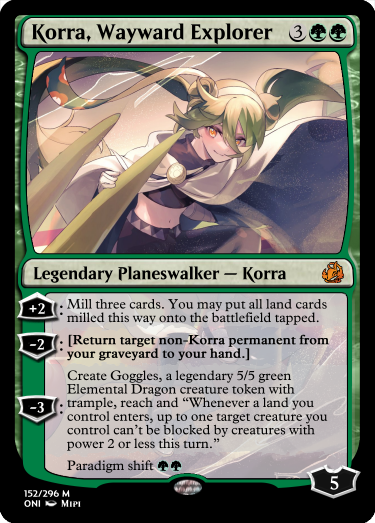 Korra, Wayward Explorer 3
Legendary Planeswalker — Korra
+2: Mill three cards. You may put all land cards
milled this way onto the battlefield tapped.
-2: [Return target non-Korra permanent from
your graveyard to your hand.]
Create Goggles, a legendary 5/5 green
Elemental Dragon creature token with
trample, reach and “Whenever a land you
-3: control enters, up to one target creature you
control can’t be blocked by creatures with
power 2 or less this turn.”
Paradigm shift
5
152/296 M
ONI MIPI